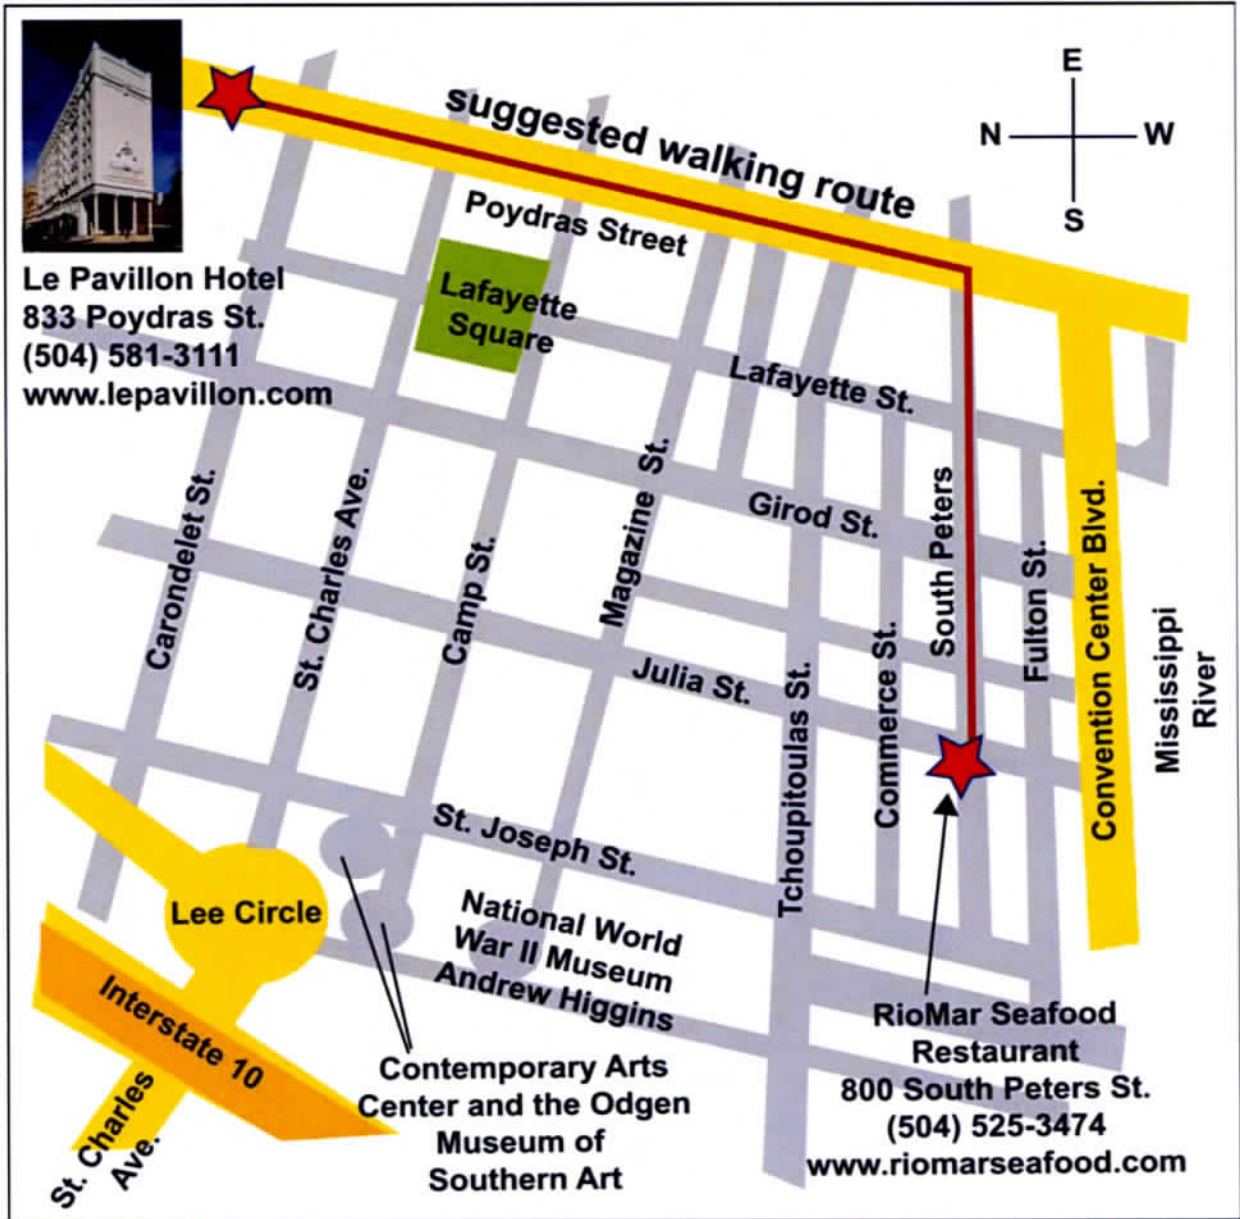 E
N W
S
suggested walking route
Poydras Street
Le Pavillon Hotel
833 Poydras St.
(504) 581-3111
www.lepavillon.com
Lafayette
Square
Lafayette St.
Girod St.
Julia St.
St. Joseph St.
Carondelet St.
St. Charles Ave.
Camp St.
Magazine St.
Tchoupitoulas St.
Commerce St.
South Peters
Fulton St.
Convention Center Blvd.
Mississippi
River
Lee Circle
Interstate 10
St. Charles
Ave.
National World
War II Museum
Andrew Higgins
Contemporary Arts
Center and the Odgen
Museum of
Southern Art
RioMar Seafood
Restaurant
800 South Peters St.
(504) 525-3474
www.riomarseafood.com